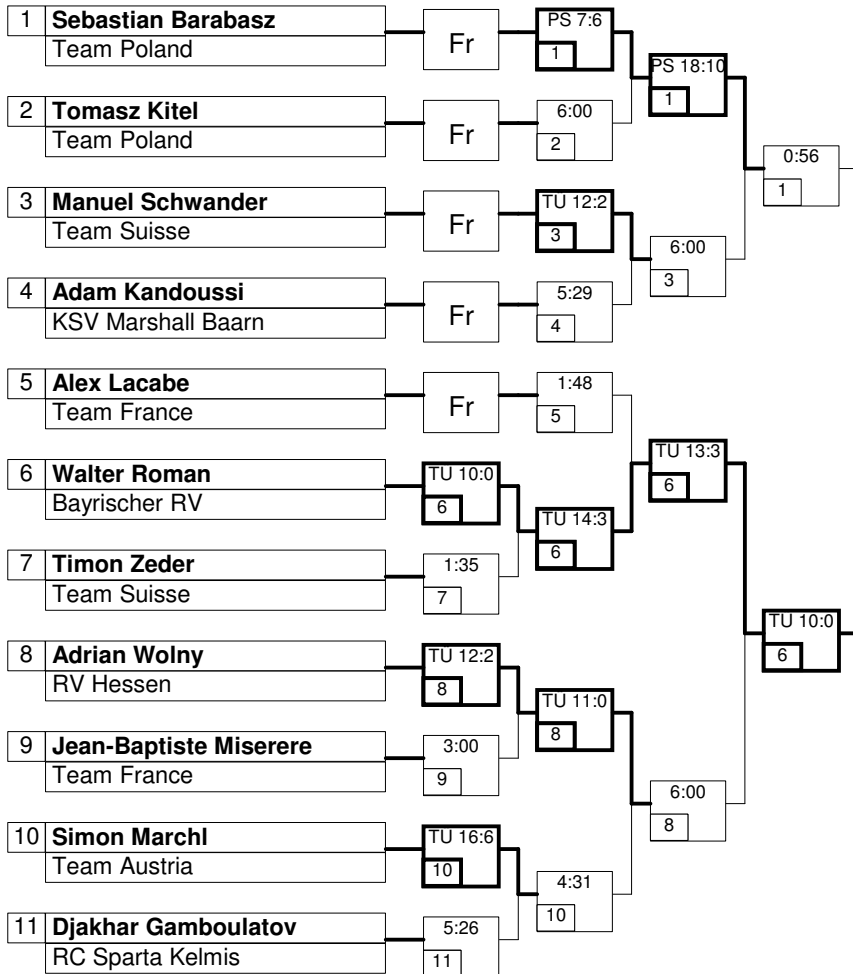 1 Sebastian Barabasz
Team Poland
Fr
PS 7:6
1
PS 18:10
1
2 Tomasz Kitel
Team Poland
Fr
6:00
2
0:56
1
3 Manuel Schwander
Team Suisse
Fr
TU 12:2
3
6:00
3
4 Adam Kandoussi
KSV Marshall Baarn
Fr
5:29
4
5 Alex Lacabe
Team France
Fr
1:48
5
TU 13:3
6
6 Walter Roman
Bayrischer RV
TU 10:0
6
TU 14:3
6
7 Timon Zeder
Team Suisse
1:35
7
TU 10:0
6
8 Adrian Wolny
RV Hessen
TU 12:2
8
TU 11:0
8
9 Jean-Baptiste Miserere
Team France
3:00
9
6:00
8
10 Simon Marchl
Team Austria
TU 16:6
10
4:31
10
11 Djakhar Gamboulatov
RC Sparta Kelmis
5:26
11